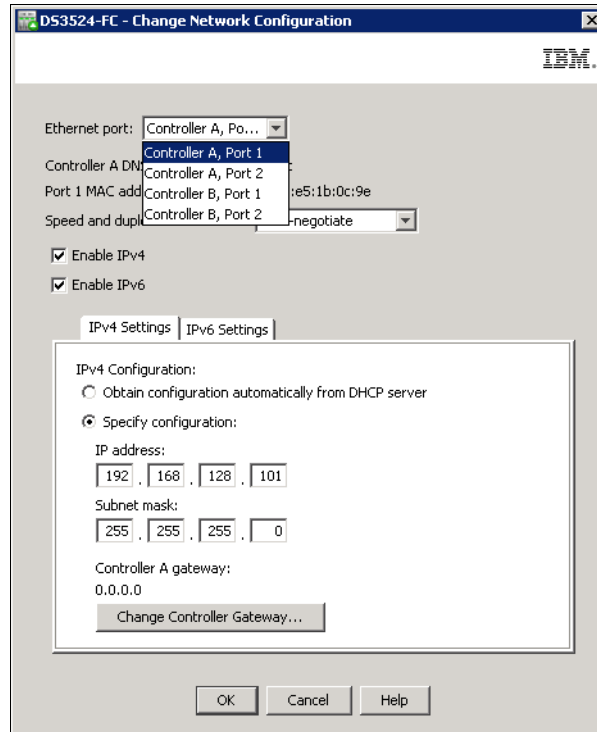 DS3524-FC - Change Network Configuration
IBM.
Ethernet port: Controller A, Po...
Controller A, Port 1
Controller A, Port 2
Controller B, Port 1
Controller B, Port 2
Controller A
Port 1 MAC :e5:1b:0c:9e
Speed and -negotiate
Enable IPv4
Enable IPv6
IPv4 Settings IPv6 Settings
IPv4 Configuration:
Obtain configuration automatically from DHCP server
Specify configuration:
IP address:
192 . 168 . 128 . 101
Subnet mask:
255 . 255 . 255 . 0
Controller A gateway:
0.0.0.0
Change Controller Gateway...
OK Cancel Help